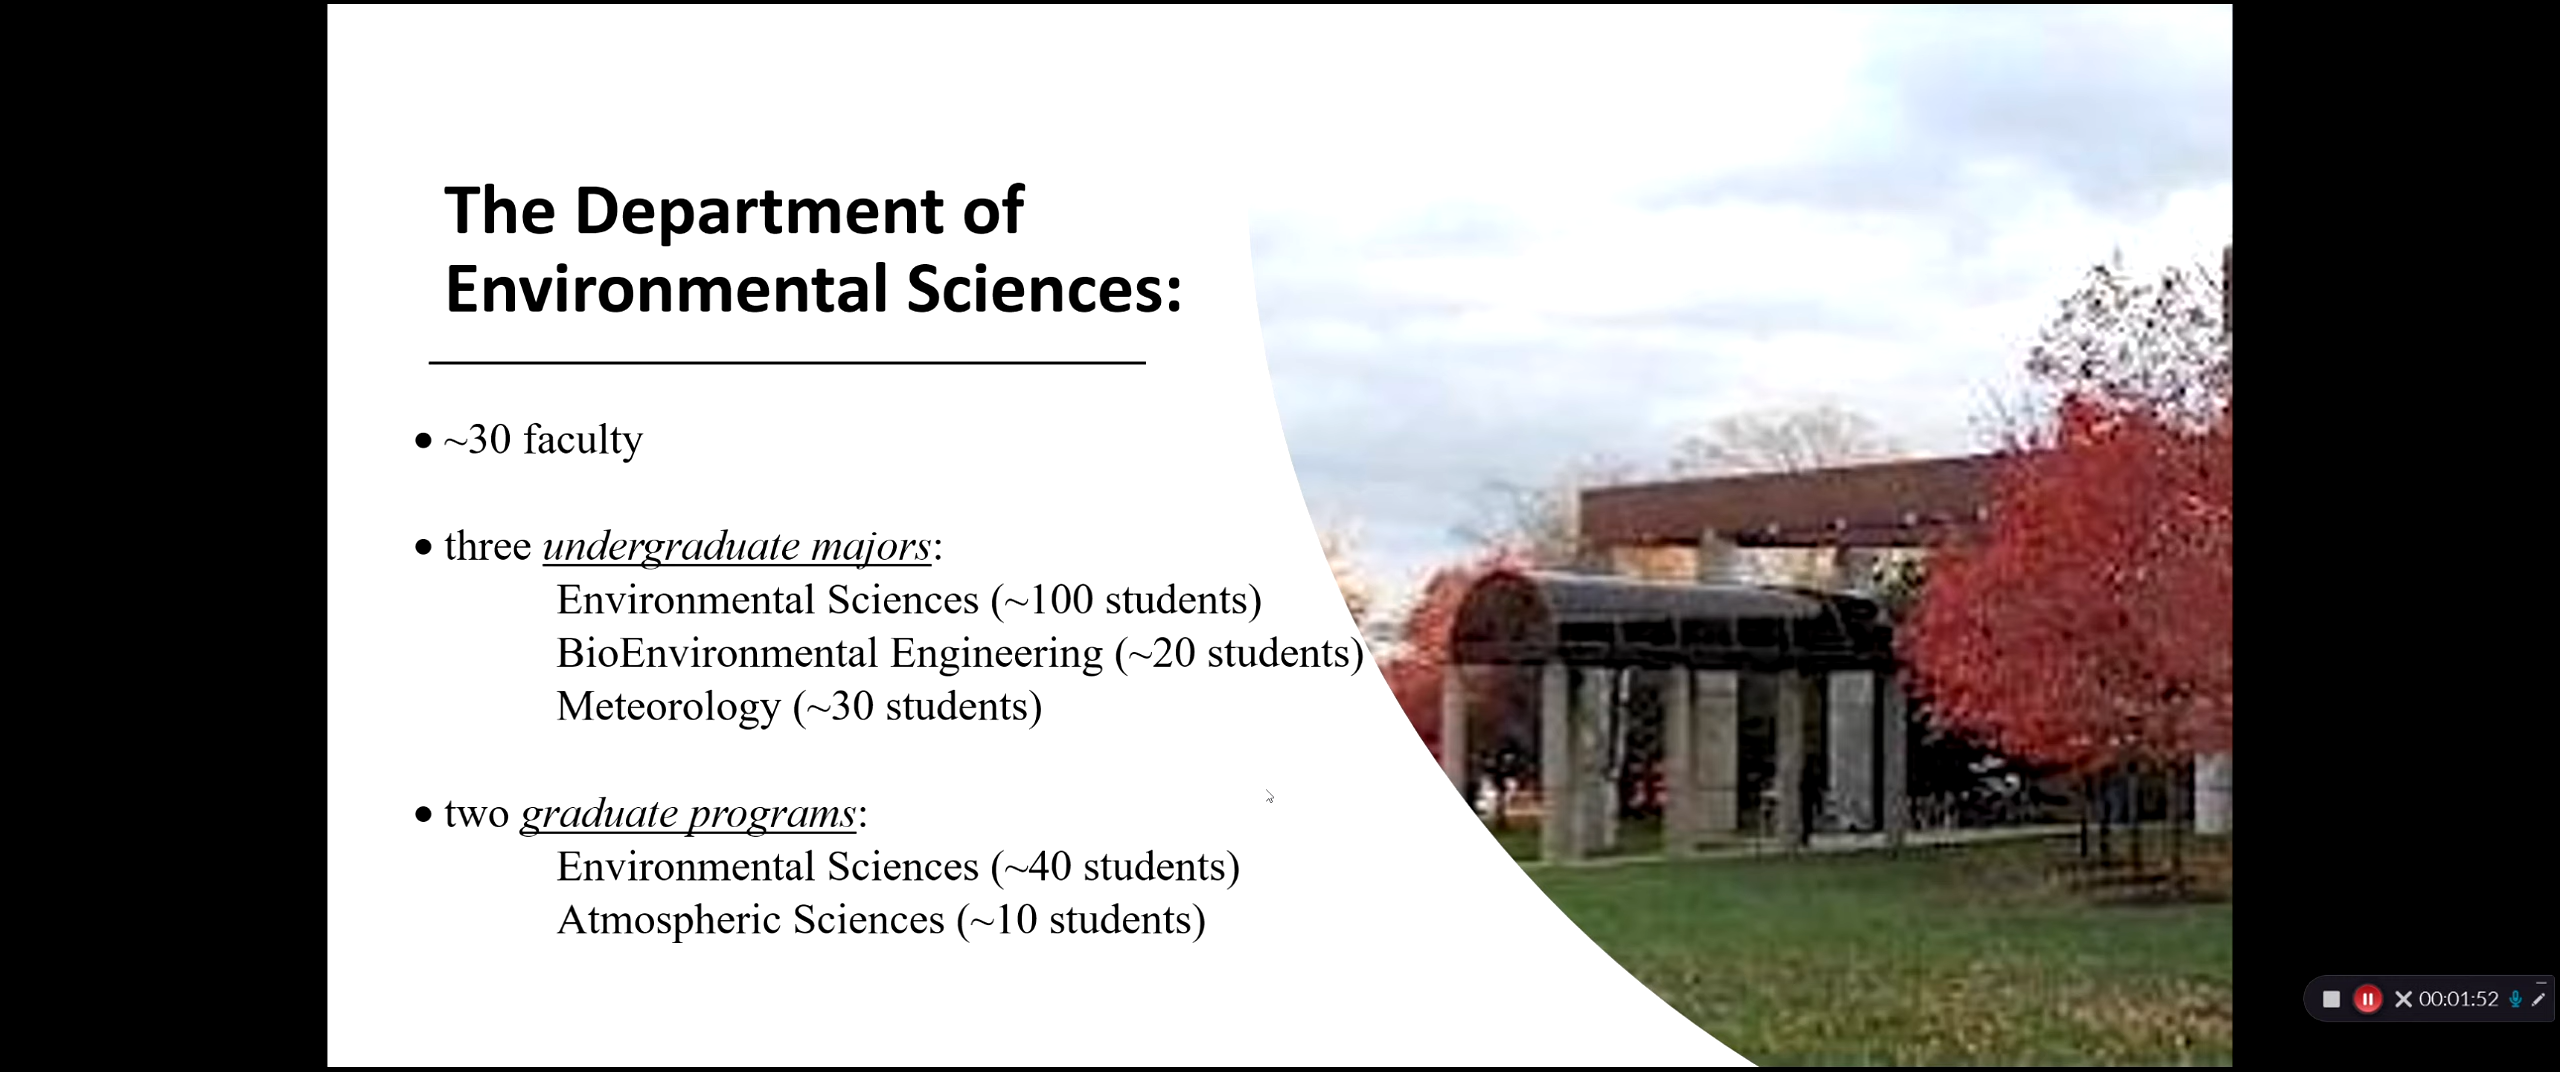 The Department of
Environmental Sciences:
• ~30 faculty
• three undergraduate majors:
Environmental Sciences (~100 students)
BioEnvironmental Engineering (~20 students)
Meteorology (~30 students)
• two graduate programs:
Environmental Sciences (~40 students)
Atmospheric Sciences (~10 students)
00:01:52